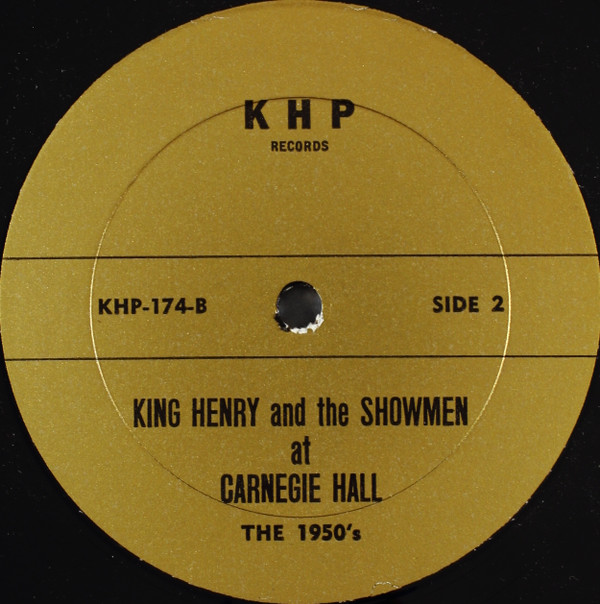 K H P
RECORDS
KHP-174-B
SIDE 2
KING HENRY and the SHOWMEN
at
CARNEGIE HALL
THE 1950's